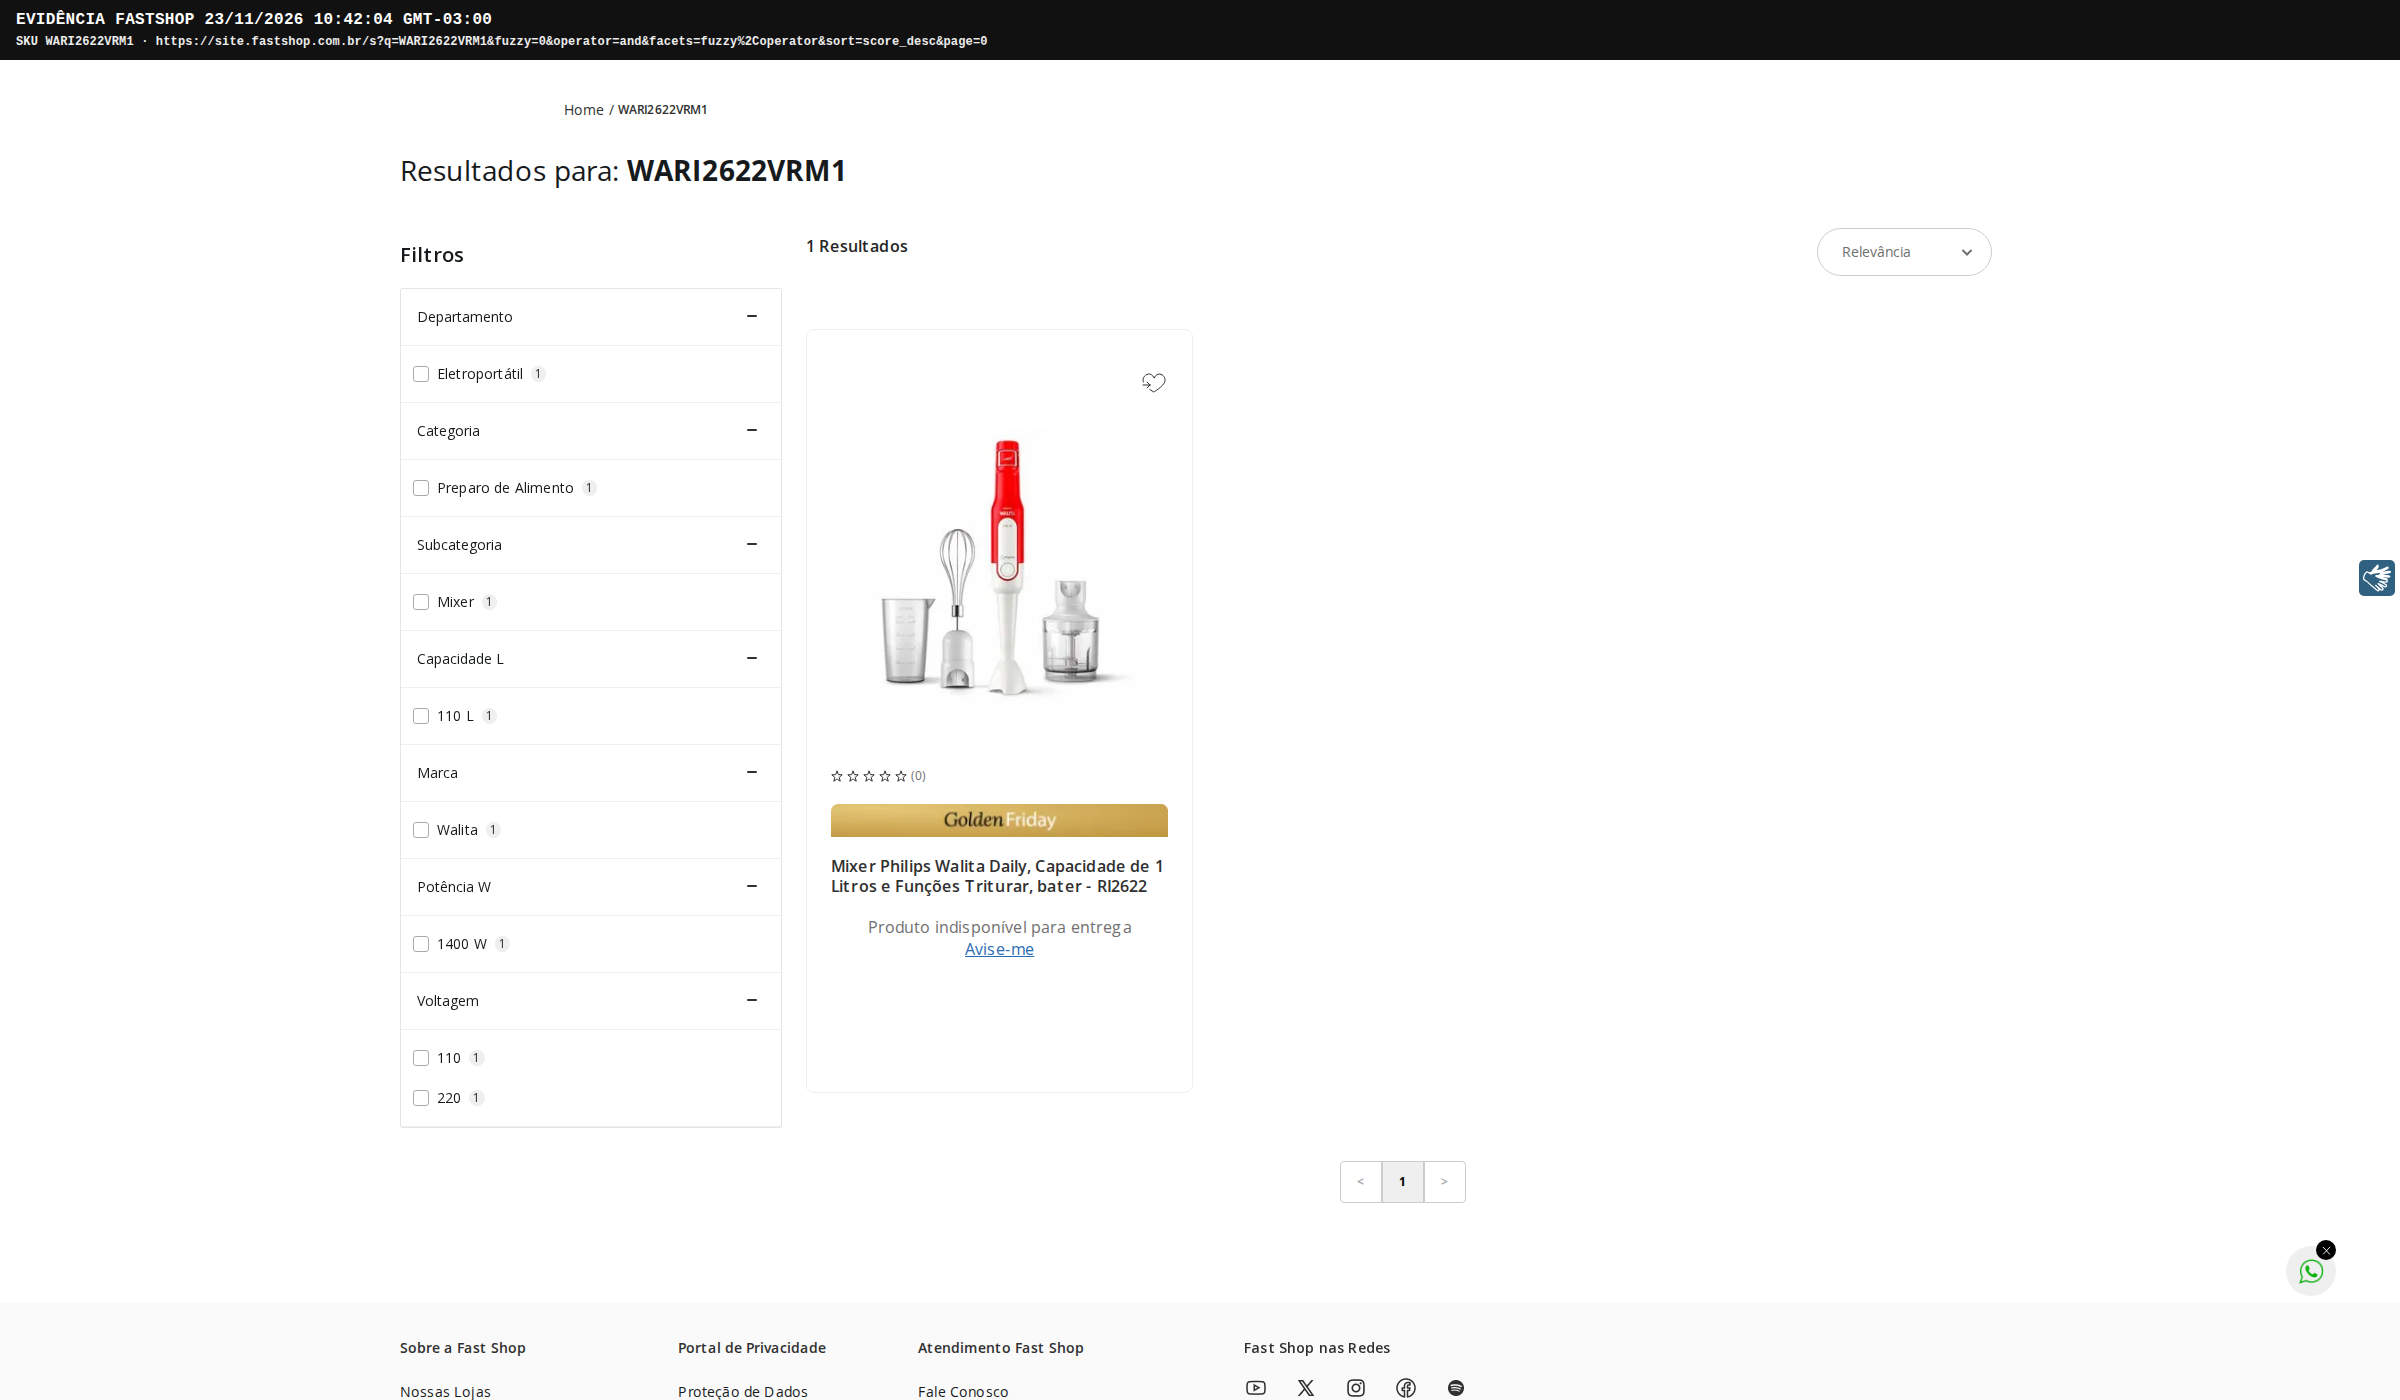 EVIDÊNCIA FASTSHOP 23/11/2026 10:42:04 GMT-03:00
SKU WARI2622VRM1 · https://site.fastshop.com.br/s?q=WARI2622VRM1&fuzzy=0&operator=and&facets=fuzzy%2Coperator&sort=score_desc&page=0
Home / WARI2622VRM1
Resultados para: WARI2622VRM1
Filtros
1 Resultados
Relevância
Departamento
Eletroportátil 1
Categoria
Preparo de Alimento 1
Subcategoria
Mixer 1
Capacidade L
110 L 1
Marca
Walita 1
Potência W
1400 W 1
Voltagem
110 1
220 1
(0)
Golden Friday
Mixer Philips Walita Daily, Capacidade de 1
Litros e Funções Triturar, bater - RI2622
Produto indisponível para entrega
Avise-me
< 1 >
Sobre a Fast Shop
Nossas Lojas
Portal de Privacidade
Proteção de Dados
Atendimento Fast Shop
Fale Conosco
Fast Shop nas Redes